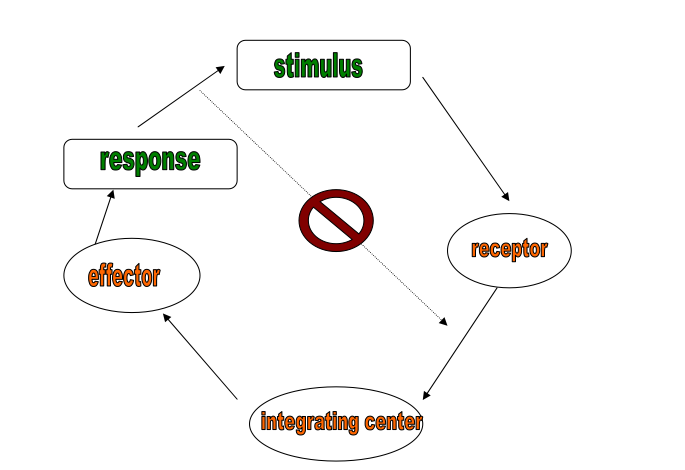 stimulus
response
receptor
effector
integrating center